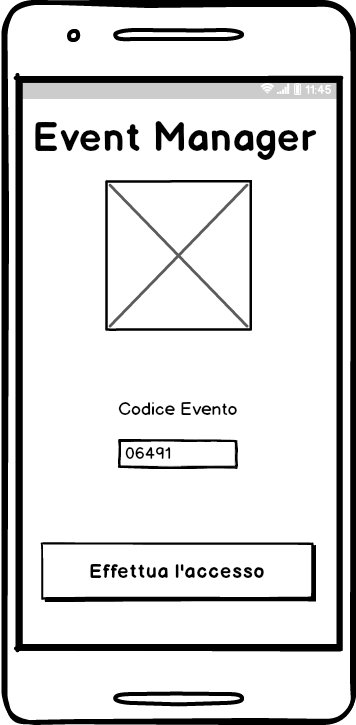 11:45
Event Manager
Codice Evento
06491
Effettua l'accesso